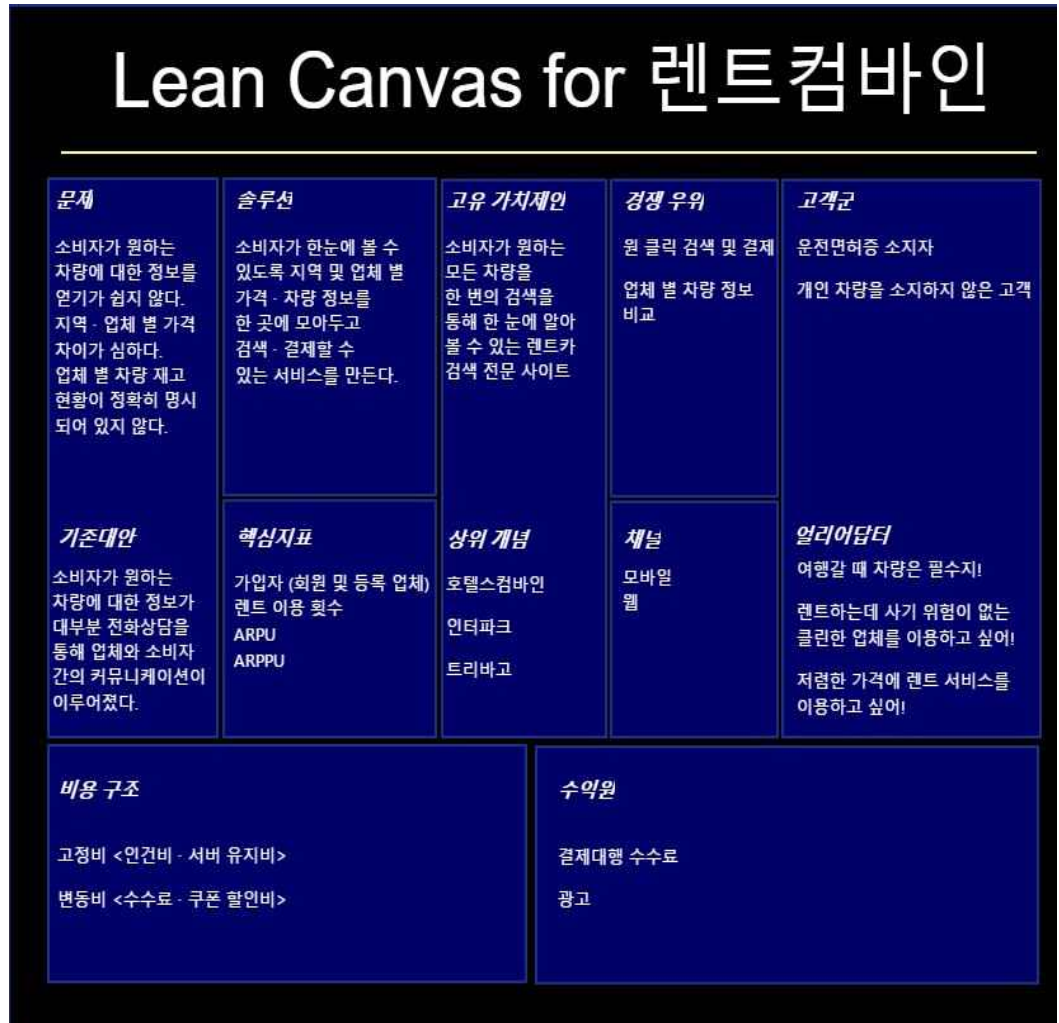 Lean Canvas for 렌트컴바인
문제
소비자가 원하는
차량에 대한 정보를
얻기가 쉽지 않다.
지역 · 업체 별 가격
차이가 심하다.
업체 별 차량 재고
현황이 정확히 명시
되어 있지 않다.
기존대안
소비자가 원하는
차량에 대한 정보가
대부분 전화상담을
통해 업체와 소비자
간의 커뮤니케이션이
이루어졌다.
솔루션
소비자가 한눈에 볼 수
있도록 지역 및 업체 별
가격 · 차량 정보를
한 곳에 모아두고
검색 · 결제할 수
있는 서비스를 만든다.
핵심지표
가입자 (회원 및 등록 업체)
렌트 이용 횟수
ARPU
ARPPU
고유 가치제안
소비자가 원하는
모든 차량을
한 번의 검색을
통해 한 눈에 알아
볼 수 있는 렌트카
검색 전문 사이트
상위 개념
호텔스컴바인
인터파크
트리바고
경쟁 우위
원 클릭 검색 및 결제
업체 별 차량 정보
비교
채널
모바일
웹
고객군
운전면허증 소지자
개인 차량을 소지하지 않은 고객
얼리어답터
여행갈 때 차량은 필수지!
렌트하는데 사기 위험이 없는
클린한 업체를 이용하고 싶어!
저렴한 가격에 렌트 서비스를
이용하고 싶어!
비용 구조
고정비 <인건비 · 서버 유지비>
변동비 <수수료 · 쿠폰 할인비>
수익원
결제대행 수수료
광고